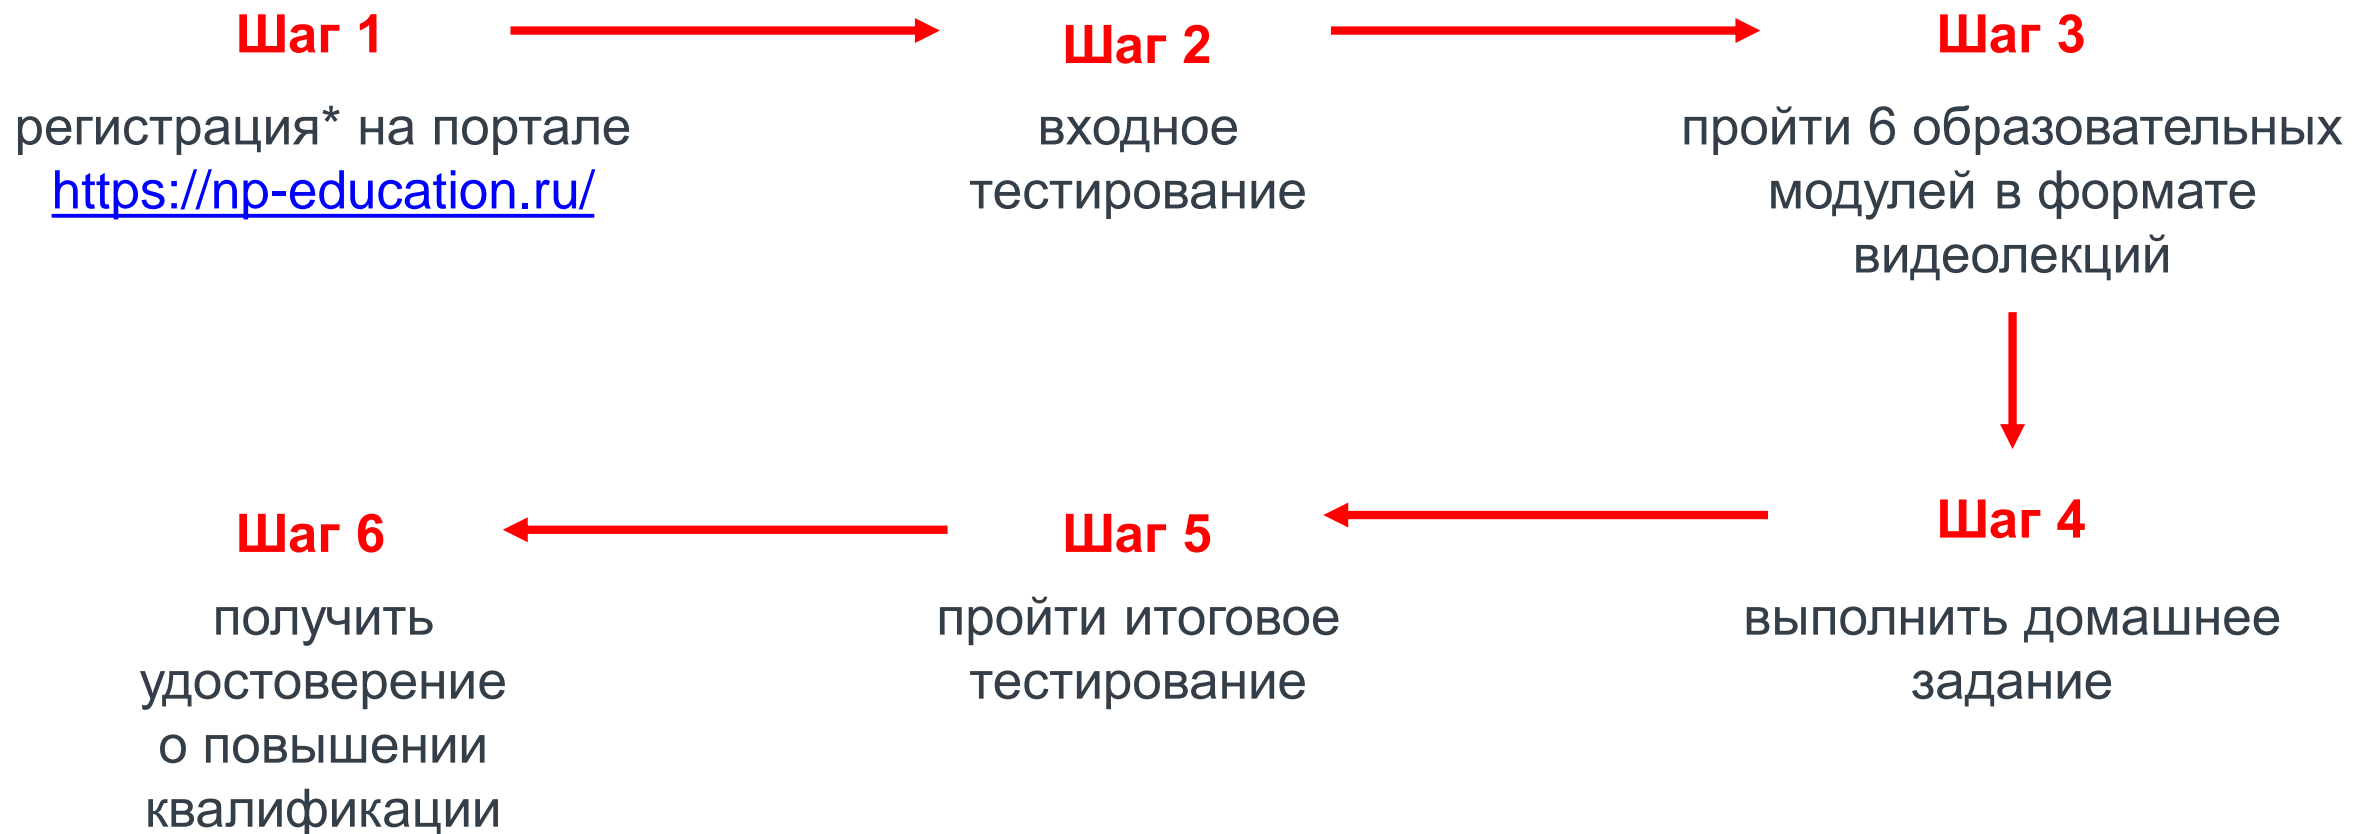 Шаг 1
регистрация* на портале
https://np-education.ru/
Шаг 2
входное
тестирование
Шаг 3
пройти 6 образовательных
модулей в формате
видеолекций
Шаг 4
выполнить домашнее
задание
Шаг 5
пройти итоговое
тестирование
Шаг 6
получить
удостоверение
о повышении
квалификации